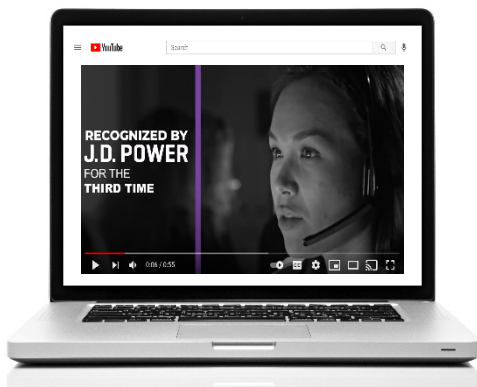 YouTube
Search
RECOGNIZED BY
J.D. POWER
FOR THE
THIRD TIME
0:06 / 0:55